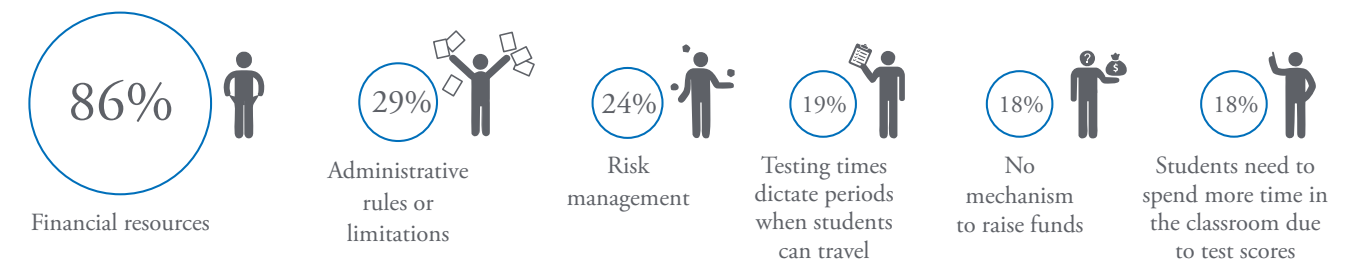 86%
Financial resources
29%
Administrative
rules or
limitations
24%
Risk
management
19%
Testing times
dictate periods
when students
can travel
?
$
18%
No
mechanism
to raise funds
18%
Students need to
spend more time in
the classroom due
to test scores